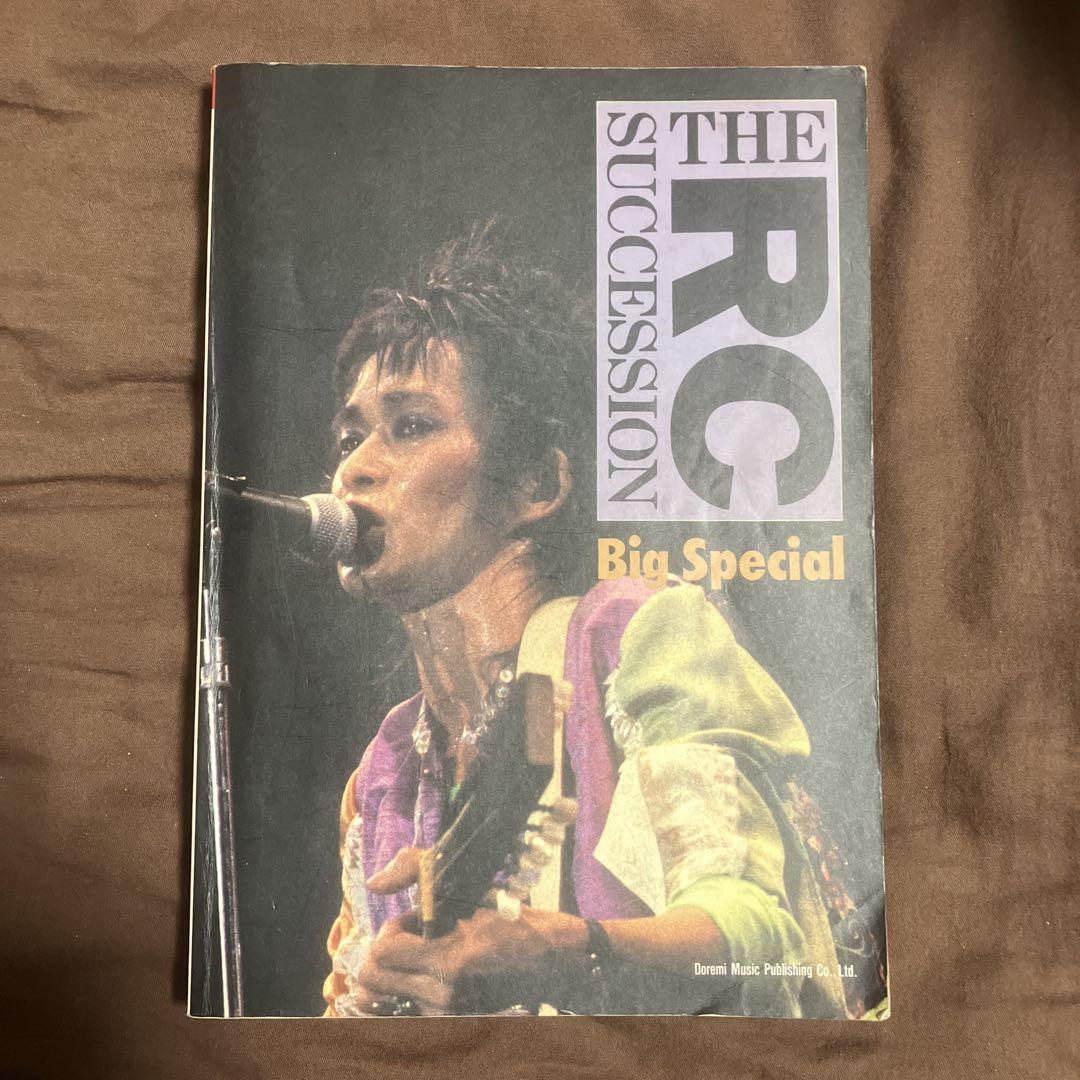 THE
RC
SUCCESSION
Big Special
Doremi Music Publishing Co., Ltd.